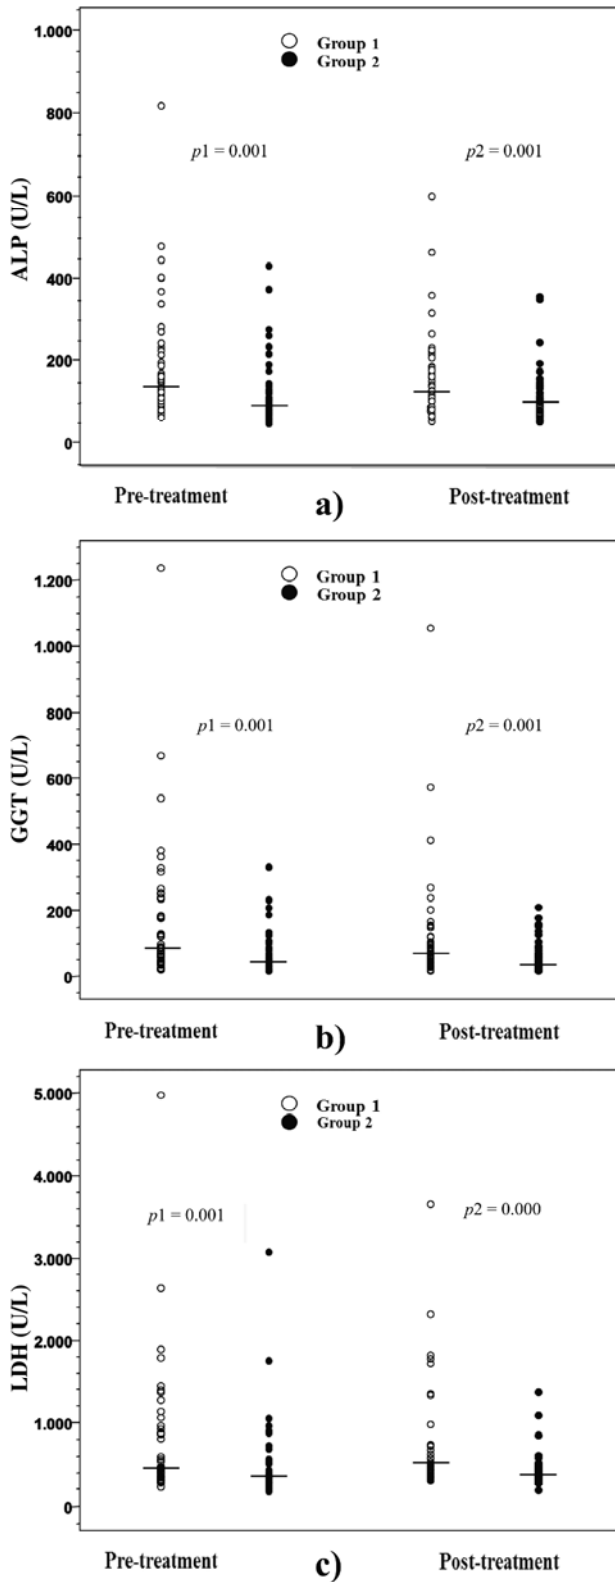 1.000
Group 1
Group 2
800
p1 = 0.001
p2 = 0.001
600
ALP (U/L)
400
200
0
Pre-treatment
Post-treatment
a)
1.200
Group 1
Group 2
1.000
800
p1 = 0.001
p2 = 0.001
600
GGT (U/L)
400
200
0
Pre-treatment
Post-treatment
b)
5.000
Group 1
Group 2
4.000
p1 = 0.001
p2 = 0.000
3.000
LDH (U/L)
2.000
1.000
0
Pre-treatment
Post-treatment
c)